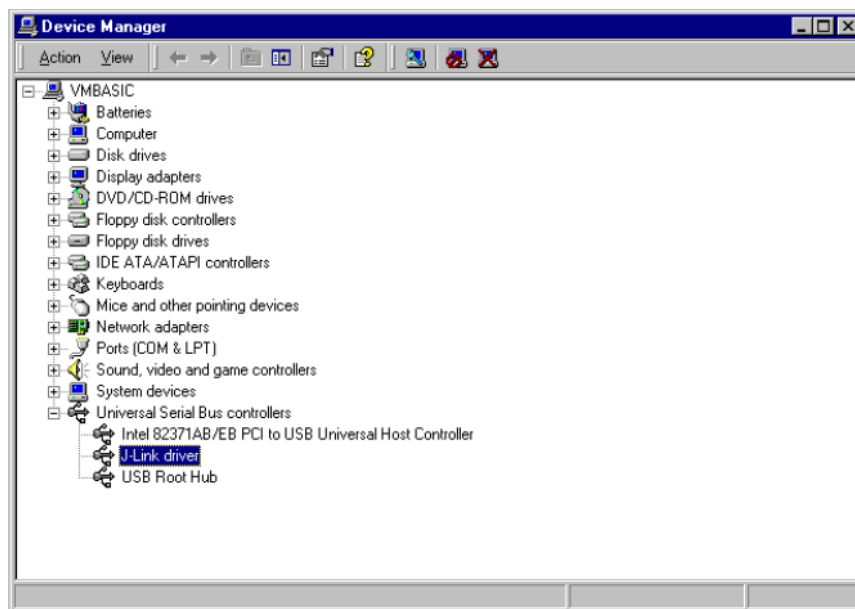 Device Manager
Action View
VMBASIC
Batteries
Computer
Disk drives
Display adapters
DVD/CD-ROM drives
Floppy disk controllers
Floppy disk drives
IDE ATA/ATAPI controllers
Keyboards
Mice and other pointing devices
Network adapters
Ports (COM & LPT)
Sound, video and game controllers
System devices
Universal Serial Bus controllers
Intel 82371AB/EB PCI to USB Universal Host Controller
J-Link driver
USB Root Hub